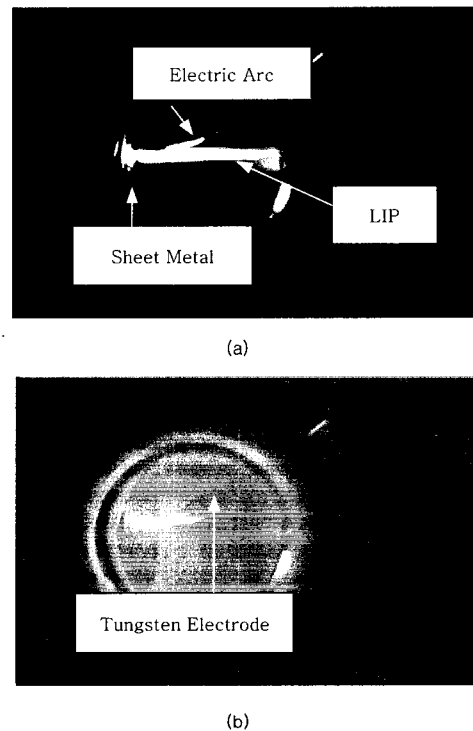 Electric Arc
LIP
Sheet Metal
(a)
Tungsten Electrode
(b)